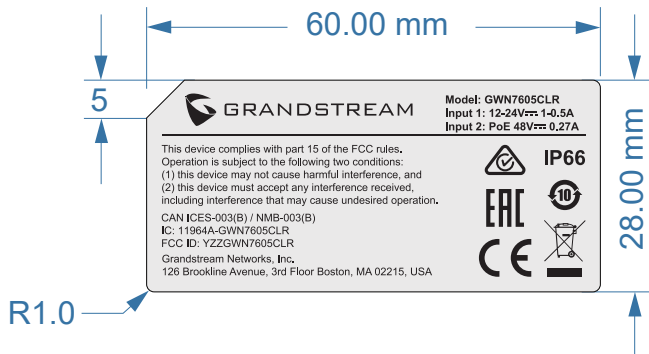 60.00 mm
5
GRANDSTREAM
Model: GWN7605CLR
Input 1: 12-24V⎓ 1-0.5A
Input 2: PoE 48V⎓ 0.27A
This device complies with part 15 of the FCC rules.
Operation is subject to the following two conditions:
(1) this device may not cause harmful interference, and
(2) this device must accept any interference received,
including interference that may cause undesired operation.
CAN ICES-003(B) / NMB-003(B)
IC: 11964A-GWN7605CLR
FCC ID: YZZGWN7605CLR
Grandstream Networks, Inc.
126 Brookline Avenue, 3rd Floor Boston, MA 02215, USA
IP66
10
EAC
CE
28.00 mm
R1.0